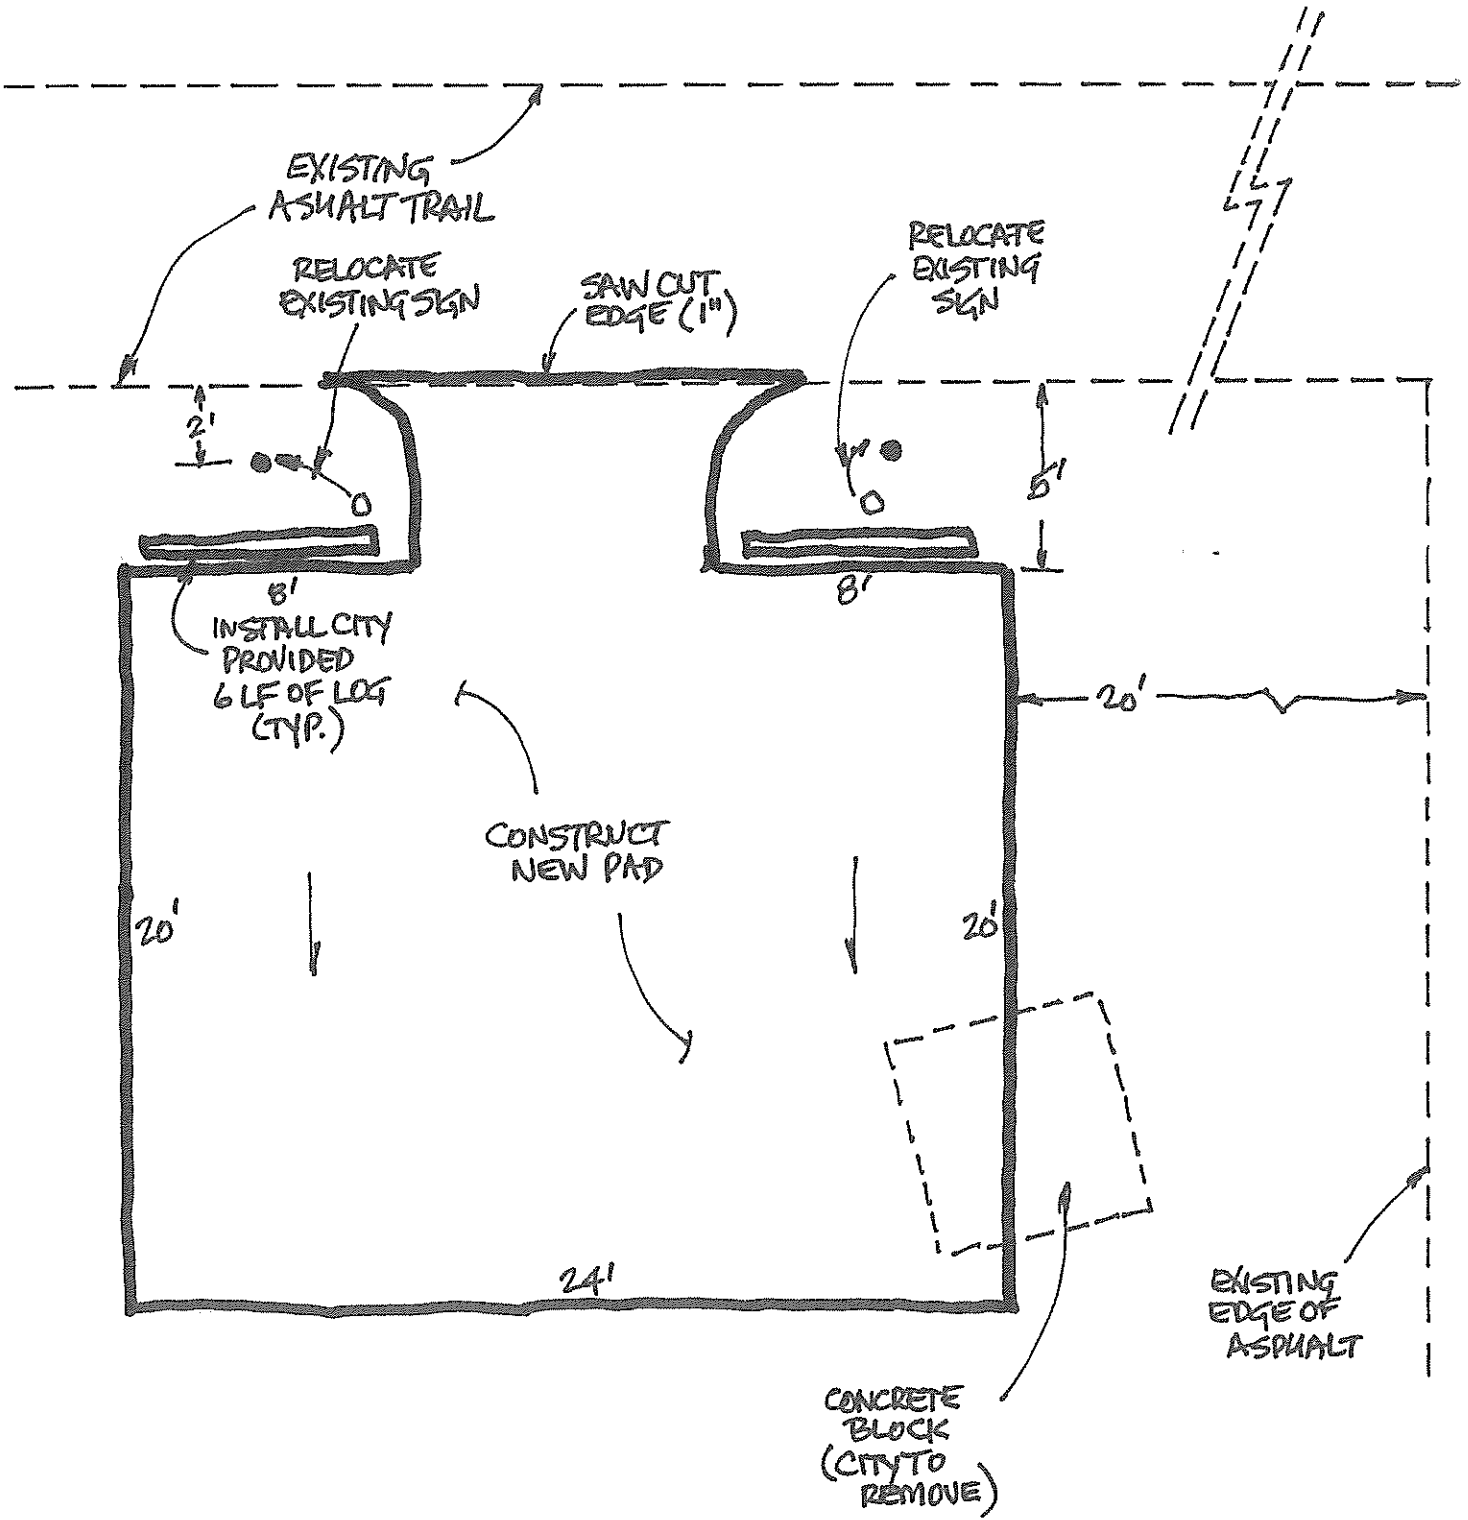 EXISTING
ASHALT TRAIL
RELOCATE
EXISTING SIGN
SAW CUT
EDGE (1")
RELOCATE
EXISTING
SIGN
2'
5'
8'
8'
INSTALL CITY
PROVIDED
6 LF OF LOG
(TYP.)
20'
CONSTRUCT
NEW PAD
20'
20'
24'
EXISTING
EDGE OF
ASPHALT
CONCRETE
BLOCK
(CITY TO
REMOVE)